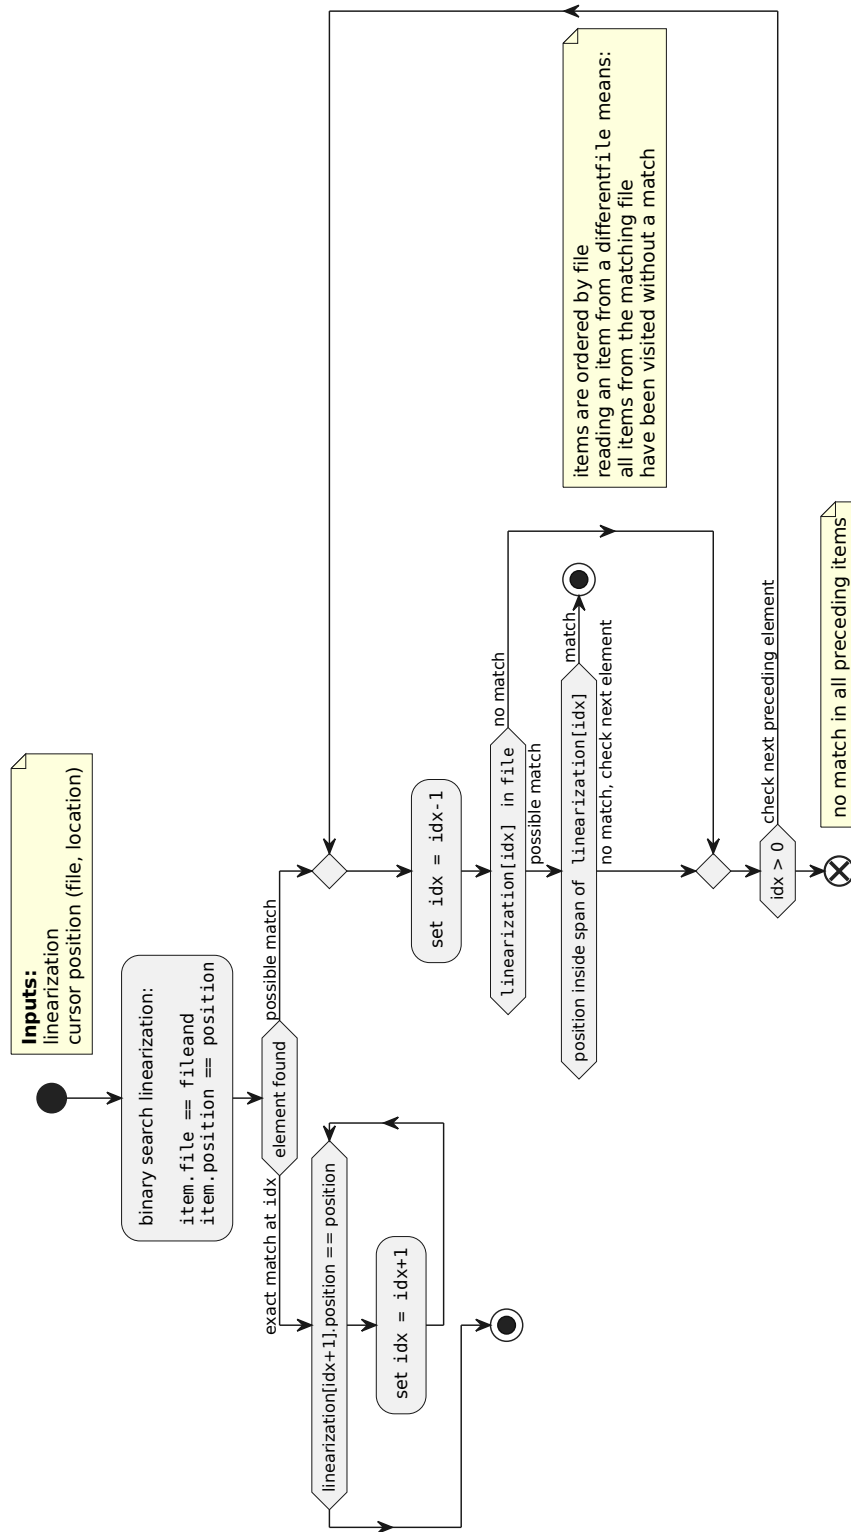 Inputs:
linearization
cursor position (file, location)
binary search linearization:
item.file == fileand
item.position == position
element found
exact match at idx
possible match
linearization[idx+1].position == position
set idx = idx+1
set idx = idx-1
linearization[idx] in file
no match
possible match
position inside span of linearization[idx]
match
no match, check next element
items are ordered by file
reading an item from a differentfile means:
all items from the matching file
have been visited without a match
idx > 0
check next preceding element
no match in all preceding items